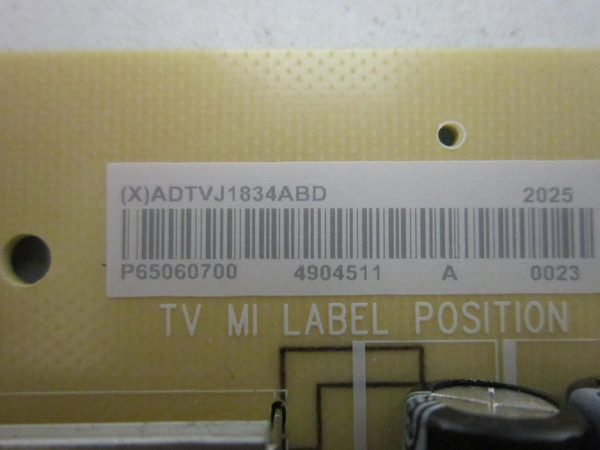 (X)ADTVJ1834ABD 2025
P65060700 4904511 A 0023
TV MI LABEL POSITION